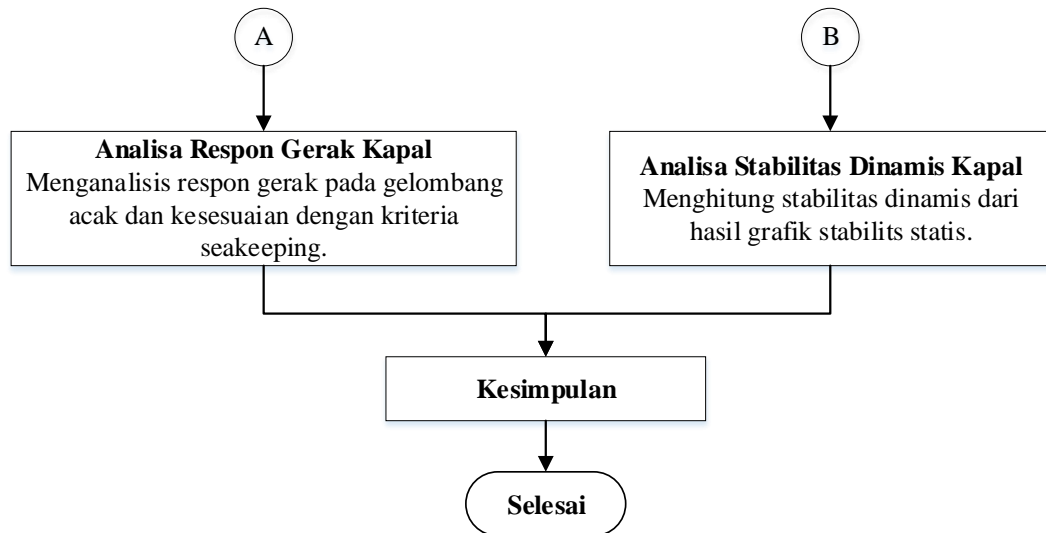 A
B
Analisa Respon Gerak Kapal
Menganalisis respon gerak pada gelombang
acak dan kesesuaian dengan kriteria
seakeeping.
Analisa Stabilitas Dinamis Kapal
Menghitung stabilitas dinamis dari
hasil grafik stabilits statis.
Kesimpulan
Selesai